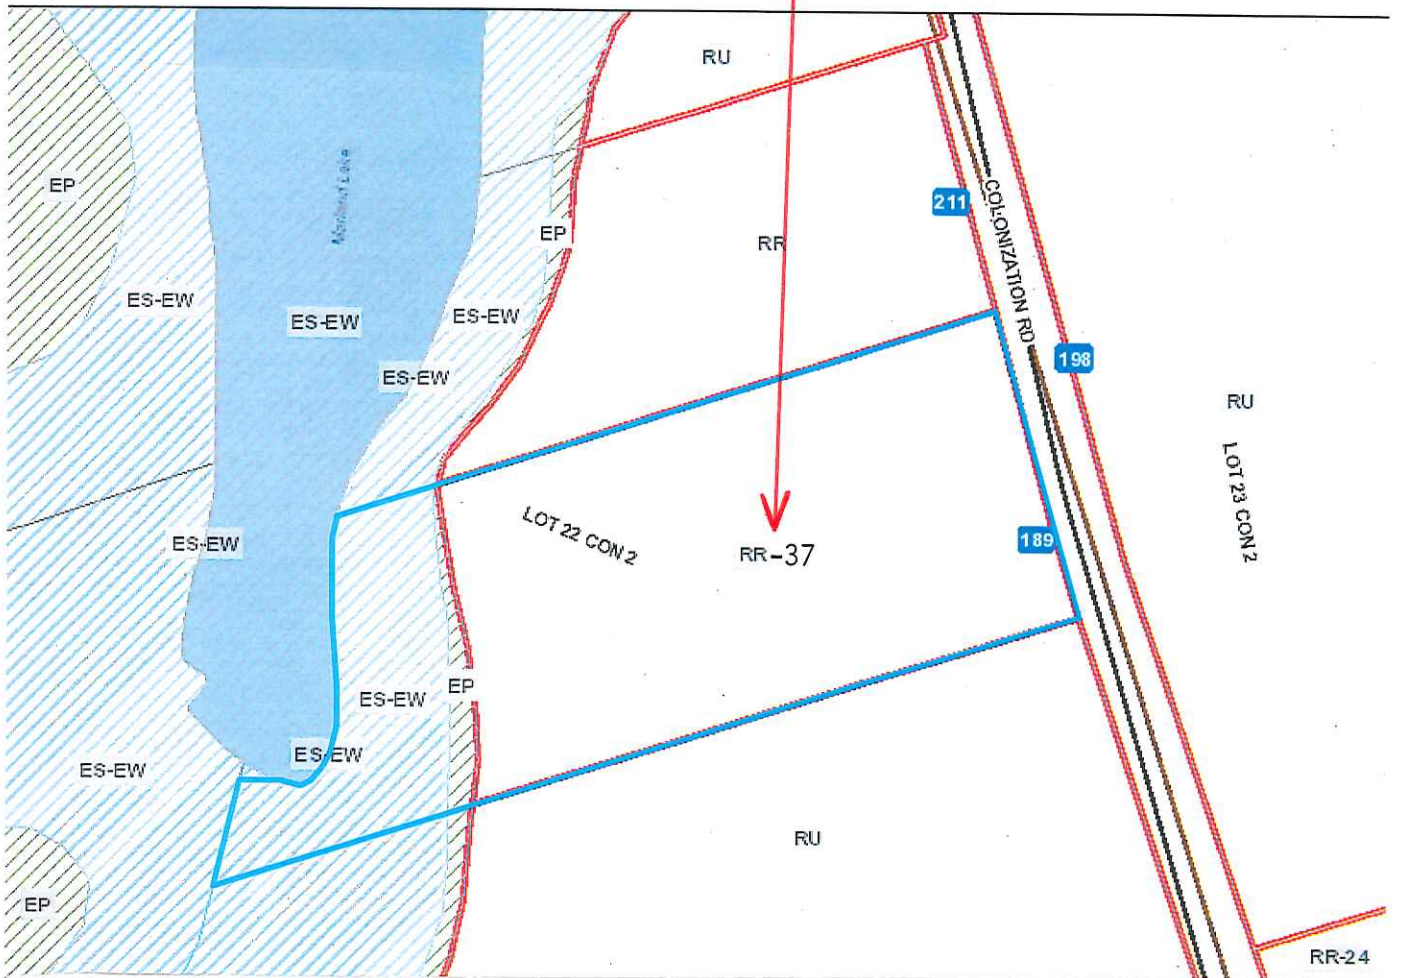 RU
Marland Lake
EP
211
COLONIZATION RD
EP
RR
ES-EW
ES-EW
ES-EW
198
ES-EW
RU
LOT 23 CON 2
LOT 22 CON 2
ES-EW
RR-37
189
EP
ES-EW
ES-EW
ES-EW
RU
EP
RR-24